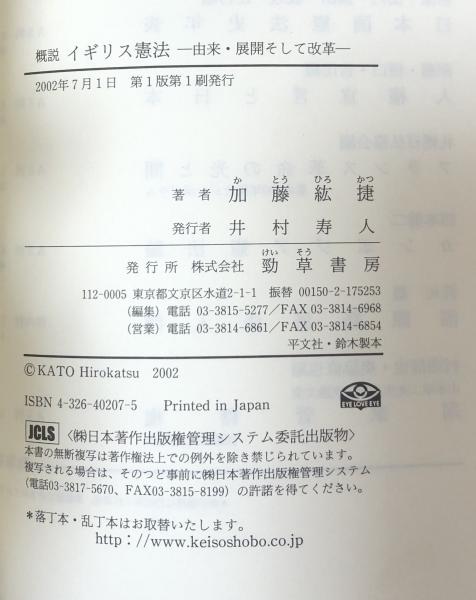 概説 イギリス憲法 ―由来・展開そして改革―
2002年7月1日 第1版第1刷発行
か とう ひろ かつ
著者 加藤紘捷
発行者 井村寿人
けい そう
発行所 株式会社 勁草書房
112-0005 東京都文京区水道2-1-1 振替 00150-2-175253
(編集) 電話 03-3815-5277/FAX 03-3814-6968
(営業) 電話 03-3814-6861/FAX 03-3814-6854
平文社・鈴木製本
©KATO Hirokatsu 2002
EYE LOVE EYE
ISBN 4-326-40207-5 Printed in Japan
JCLS 〈㈱日本著作出版権管理システム委託出版物〉
本書の無断複写は著作権法上での例外を除き禁じられています。
複写される場合は、そのつど事前に㈱日本著作出版権管理システム
(電話03-3817-5670、FAX03-3815-8199) の許諾を得てください。
*落丁本・乱丁本はお取替いたします。
http://www.keisoshobo.co.jp